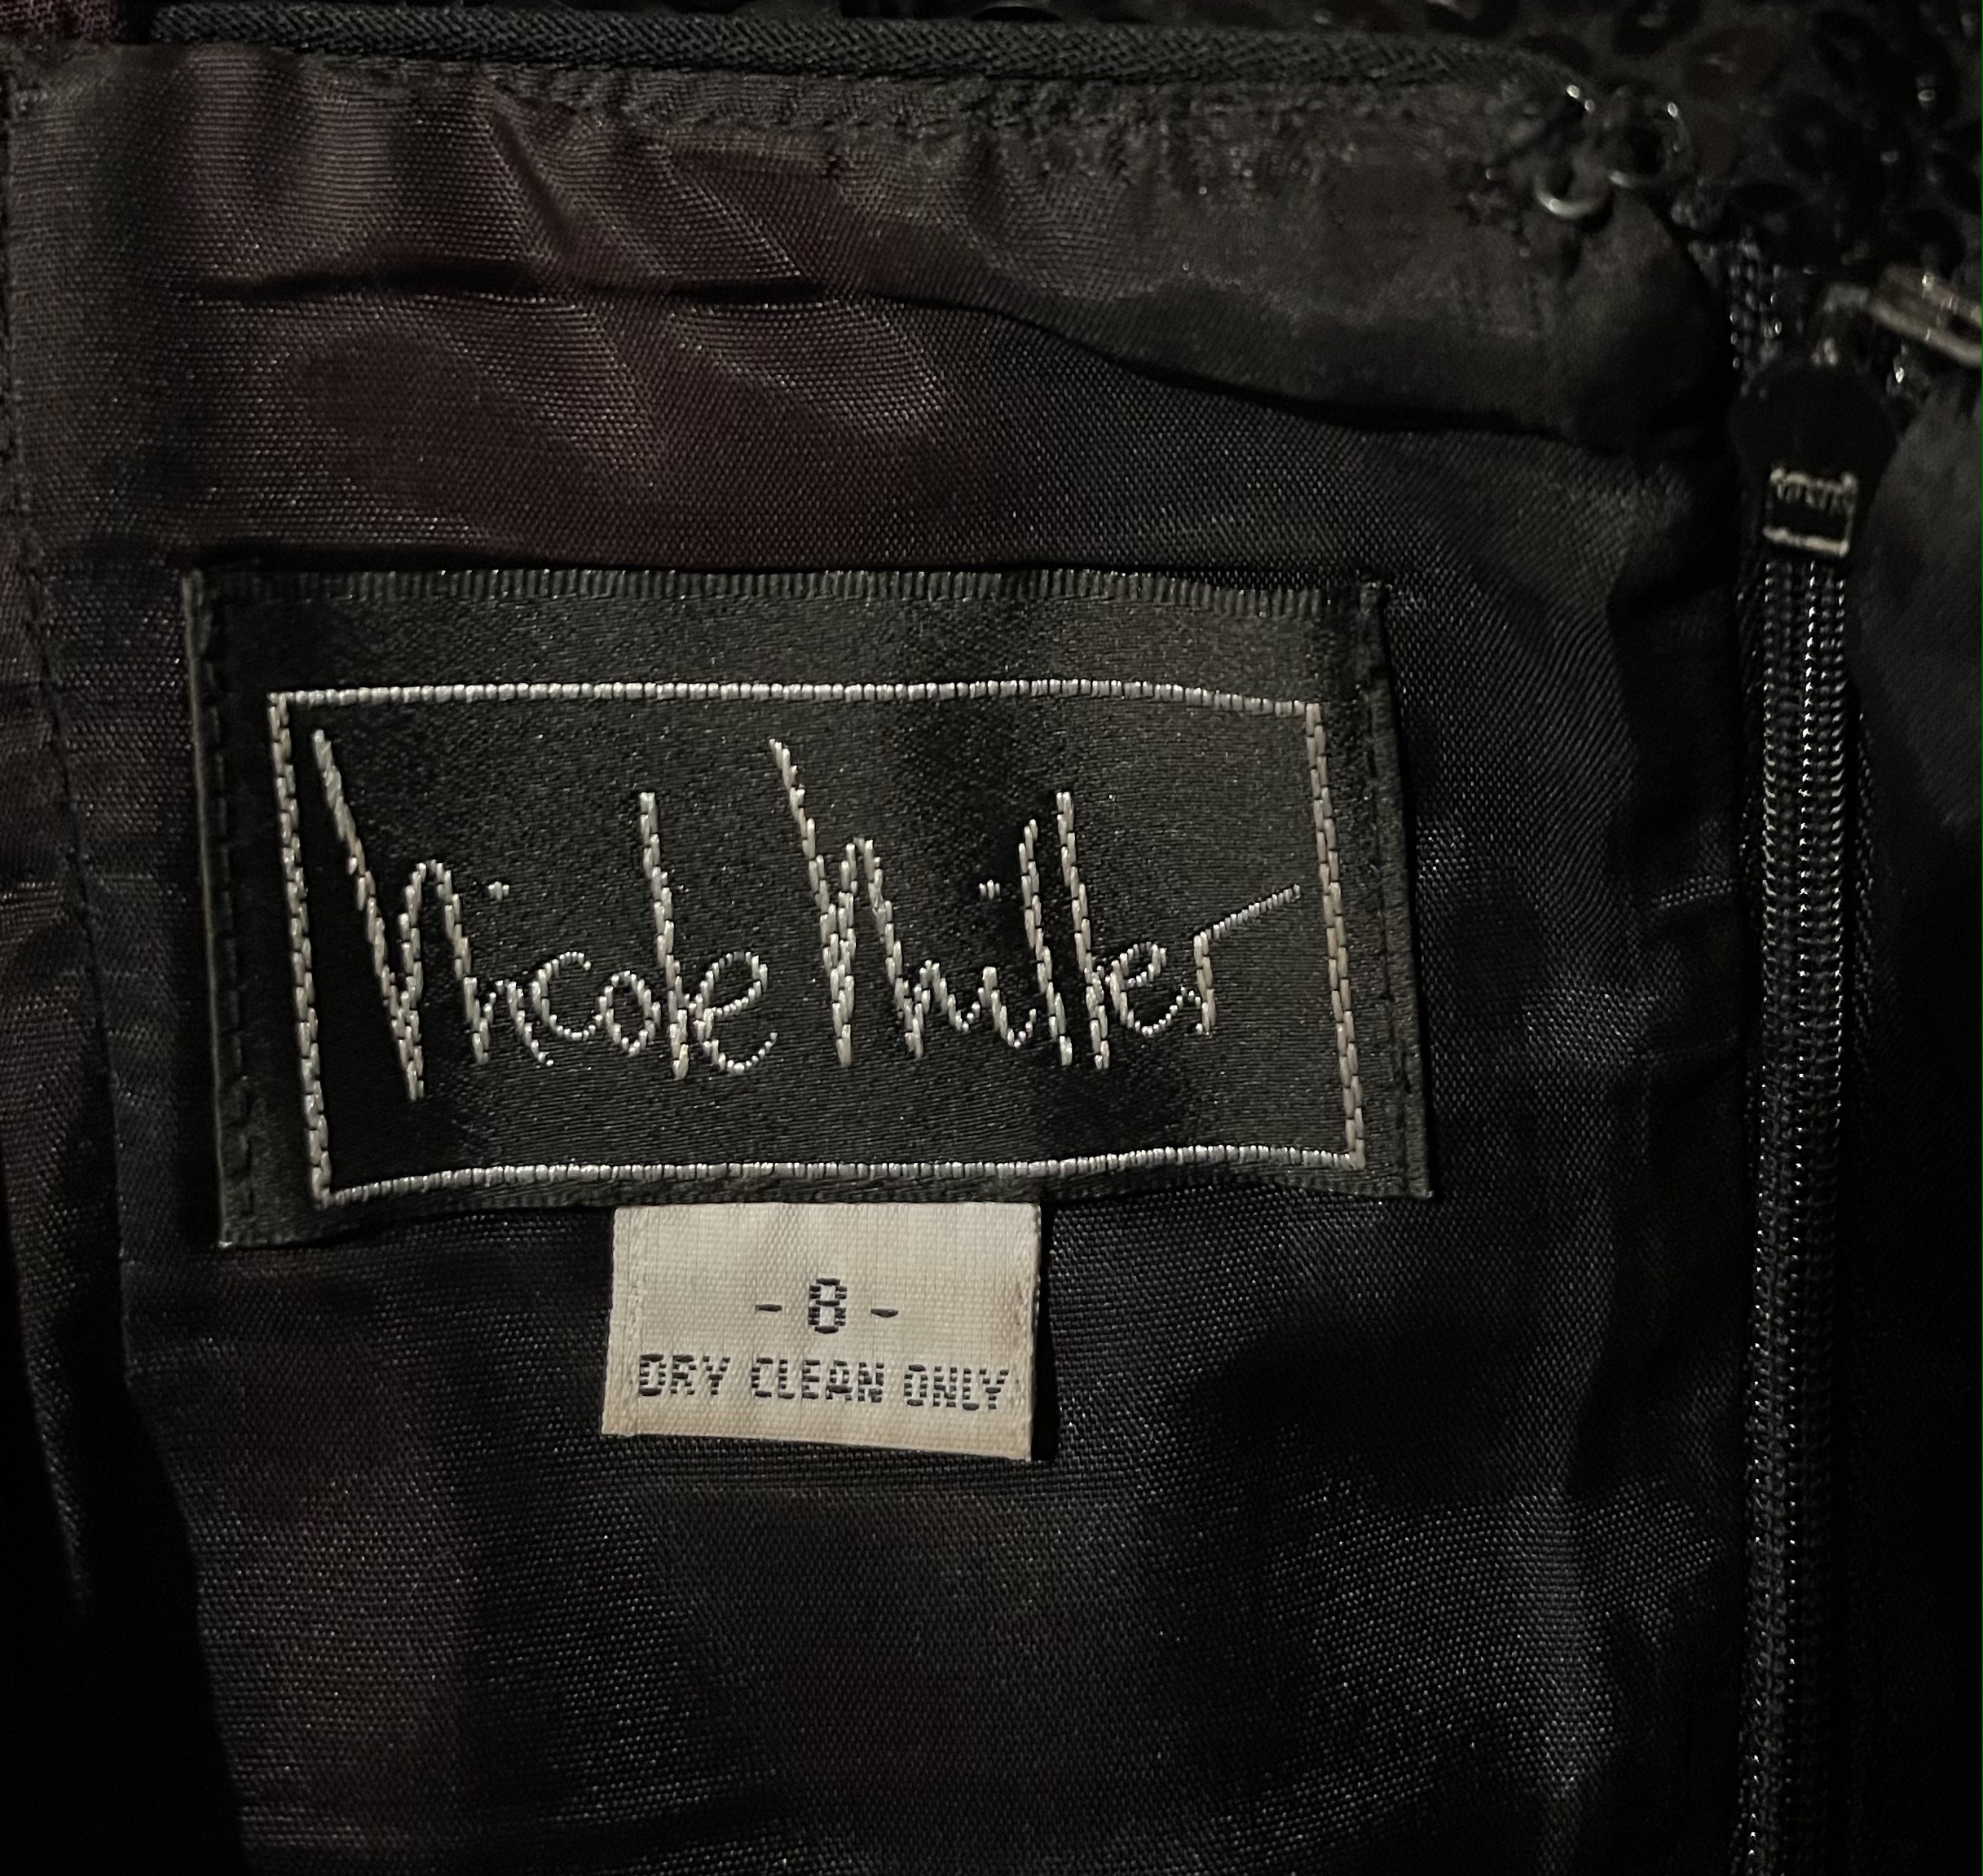 Nicole Miller
- 8 -
DRY CLEAN ONLY